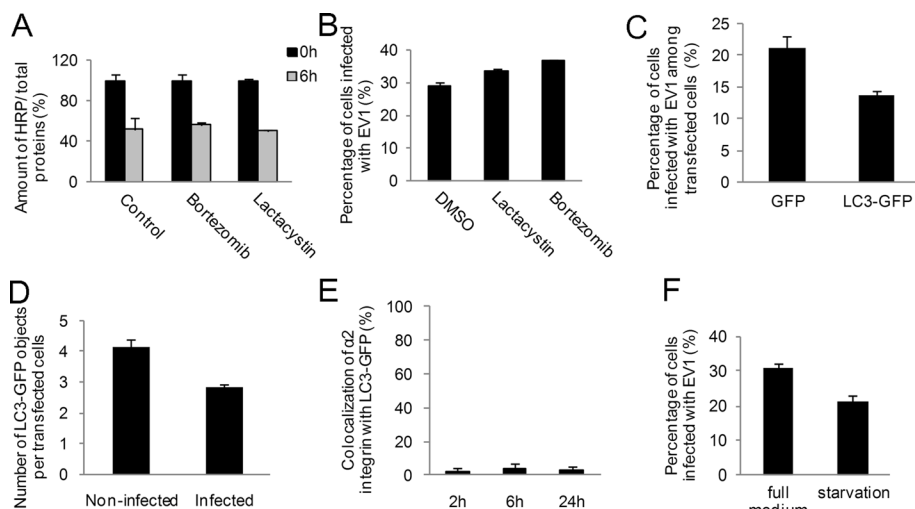 A
Amount of HRP/ total
proteins (%)
120
80
40
0
0h
6h
Control
Bortezomib
Lactacystin
B
Percentage of cells infected
with EV1 (%)
40
30
20
10
0
DMSO
Lactacystin
Bortezomib
C
Percentage of cells
infected with EV1 among
transfected cells (%)
25
20
15
10
5
0
GFP
LC3-GFP
D
Number of LC3-GFP objects
per transfected cells
5
4
3
2
1
0
Non-infected
Infected
E
Colocalization of α2
integrin with LC3-GFP (%)
100
80
60
40
20
0
2h
6h
24h
F
Percentage of cells
infected with EV1 (%)
40
30
20
10
0
full
medium
starvation